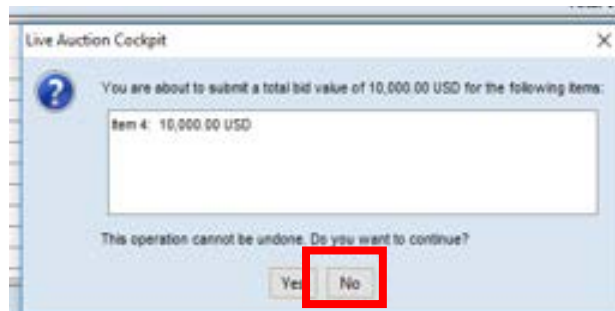 Live Auction Cockpit
You are about to submit a total bid value of 10,000.00 USD for the following items:
Item 4: 10,000.00 USD
This operation cannot be undone. Do you want to continue?
Yes No